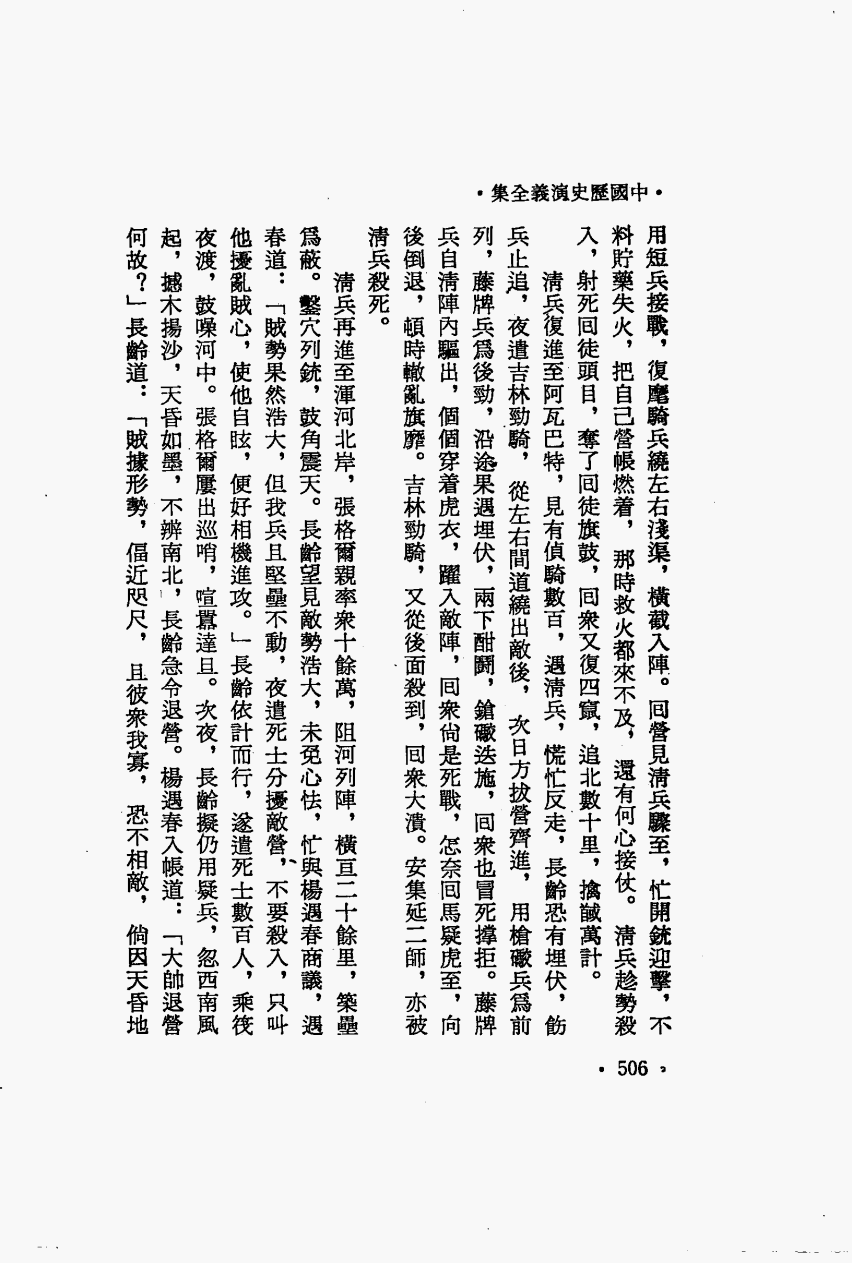 •中國歷史演義全集•
用短兵接戰，復麾騎兵繞左右淺渠，橫截入陣。回營見清兵驟至，忙開銃迎擊，不
料貯藥失火，把自己營帳燃着，那時救火都來不及，還有何心接仗。清兵趁勢殺
入，射死回徒頭目，奪了回徒旗鼓，回衆又復四竄，追北數十里，擒馘萬計。
清兵復進至阿瓦巴特，見有偵騎數百，遇清兵，慌忙反走，長齡恐有埋伏，飭
兵止追，夜遣吉林勁騎，從左右間道繞出敵後，次日方拔營齊進，用槍礮兵爲前
列，藤牌兵爲後勁，沿途果遇埋伏，兩下酣鬭，鎗礮迭施，回衆也冒死撐拒。藤牌
兵自清陣內驅出，個個穿着虎衣，躍入敵陣，回衆尙是死戰，怎奈回馬疑虎至，向
後倒退，頓時轍亂旗靡。吉林勁騎，又從後面殺到，回衆大潰。安集延二師，亦被
清兵殺死。
清兵再進至渾河北岸，張格爾親率衆十餘萬，阻河列陣，橫亘二十餘里，築壘
爲蔽。鑿穴列銃，鼓角震天。長齡望見敵勢浩大，未免心怯，忙與楊遇春商議，遇
春道：「賊勢果然浩大，但我兵且堅壘不動，夜遣死士分擾敵營，不要殺入，只叫
他擾亂賊心，使他自眩，便好相機進攻。」長齡依計而行，遂遣死士數百人，乘筏
夜渡，鼓噪河中。張格爾屢出巡哨，喧囂達旦。次夜，長齡擬仍用疑兵，忽西南風
起，撼木揚沙，天昏如墨，不辨南北，長齡急令退營。楊遇春入帳道：「大帥退營
何故？」長齡道：「賊據形勢，偪近咫尺，且彼衆我寡，恐不相敵，倘因天昏地
•506•